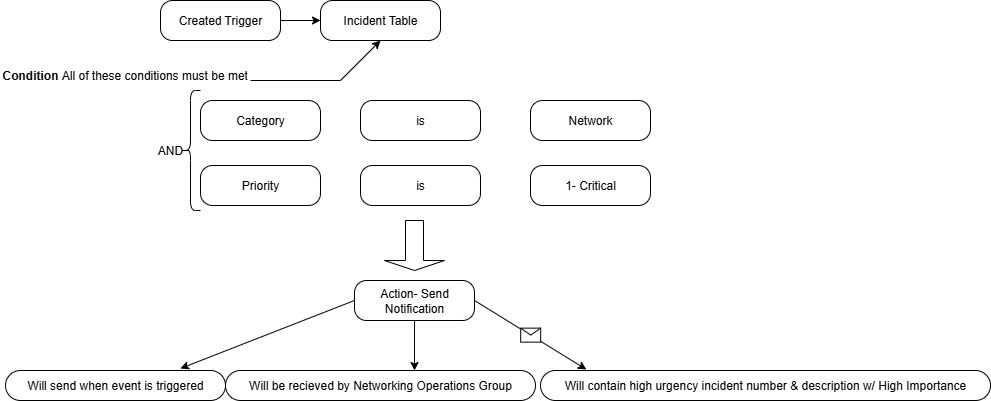 Created Trigger
Incident Table
Condition All of these conditions must be met
Category
is
Network
AND
Priority
is
1- Critical
Action- Send
Notification
Will send when event is triggered
Will be recieved by Networking Operations Group
Will contain high urgency incident number & description w/ High Importance